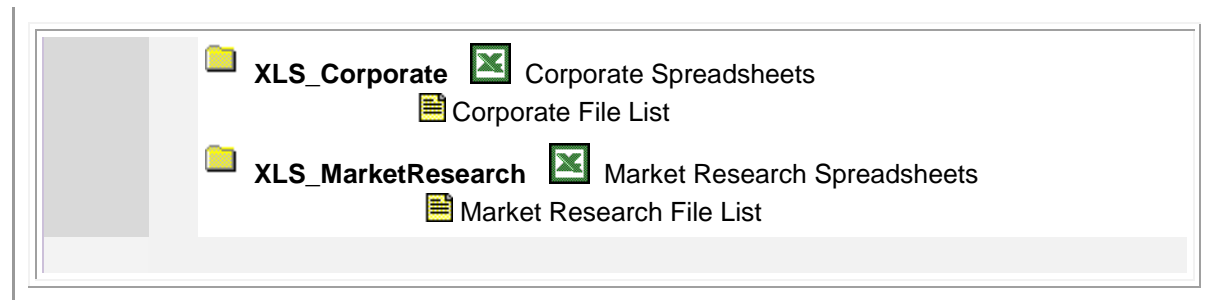 XLS_Corporate Corporate Spreadsheets
Corporate File List
XLS_MarketResearch Market Research Spreadsheets
Market Research File List